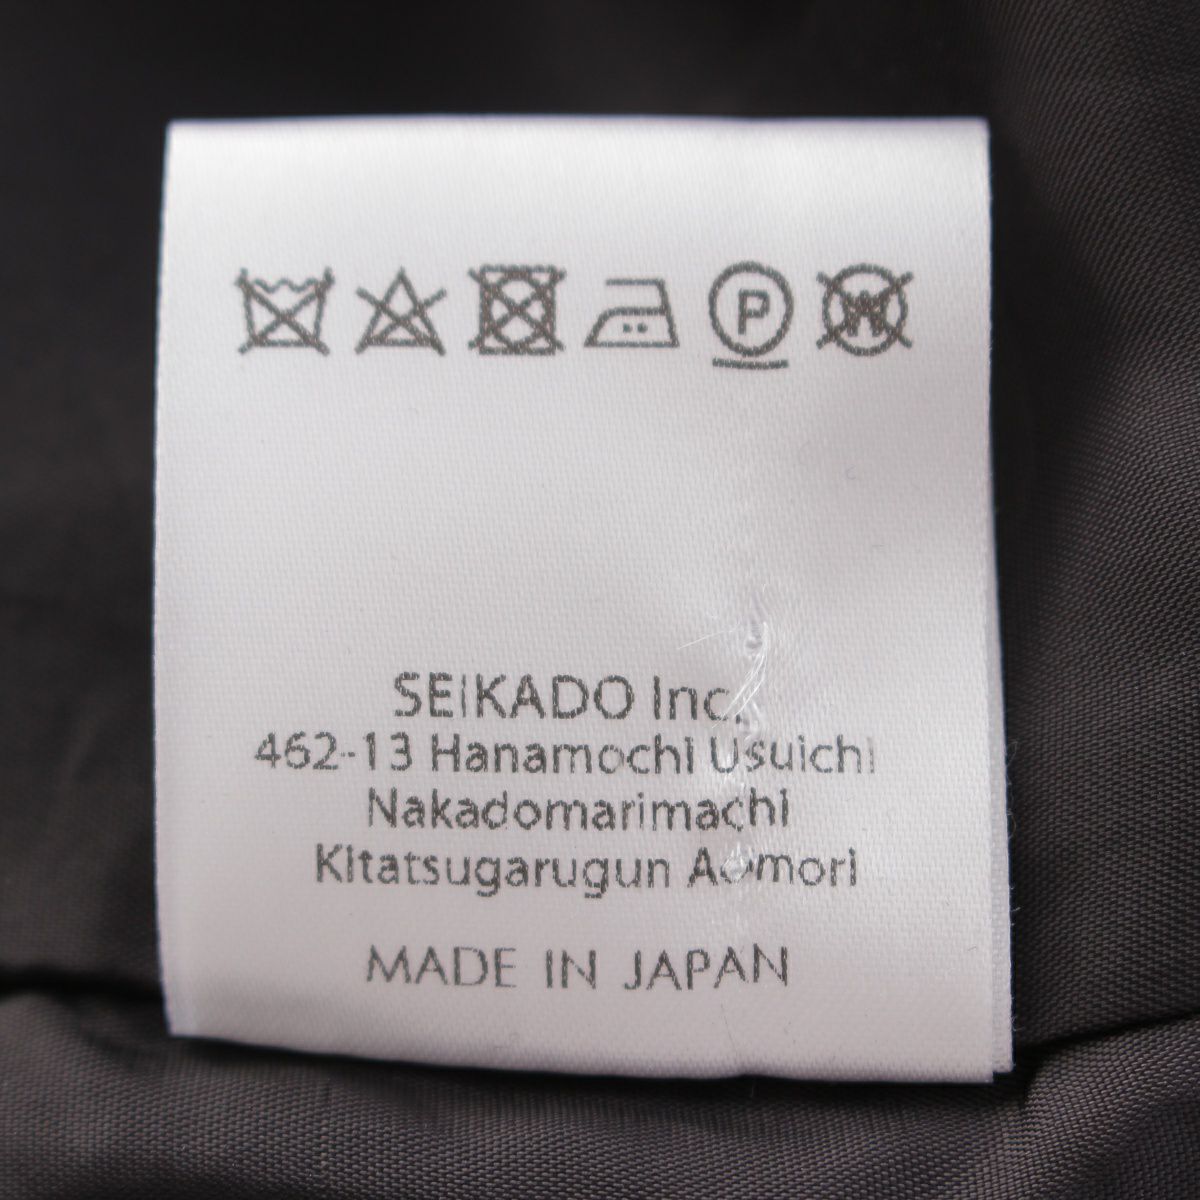 P W
SEIKADO Inc.
462-13 Hanamochi Usuichi
Nakadomarimachi
Kitatsugarugun Aomori
MADE IN JAPAN